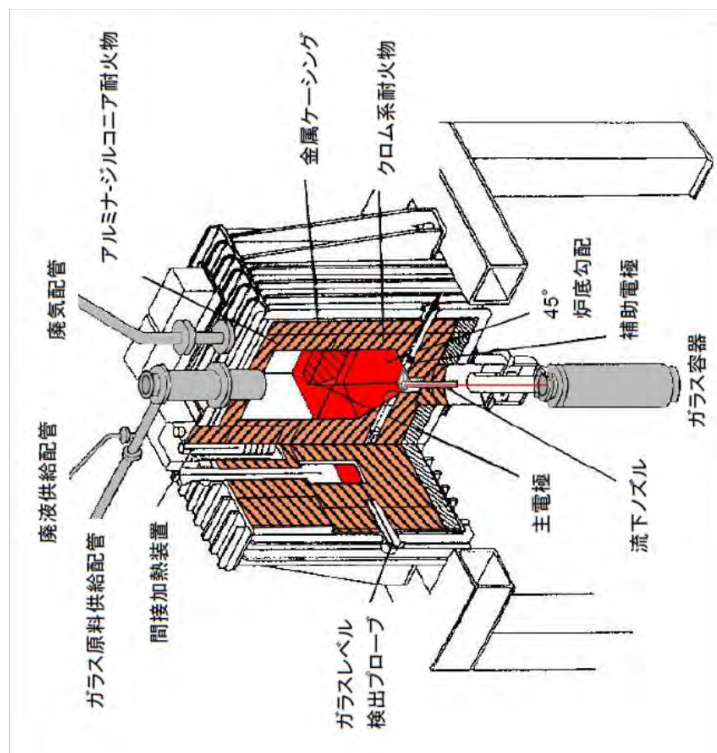 廃気配管
廃液供給配管
ガラス原料供給配管
間接加熱装置
アルミナ-ジルコニア耐火物
金属ケーシング
クロム系耐火物
ガラスレベル
検出プローブ
主電極
流下ノズル
45°
炉底勾配
補助電極
ガラス容器